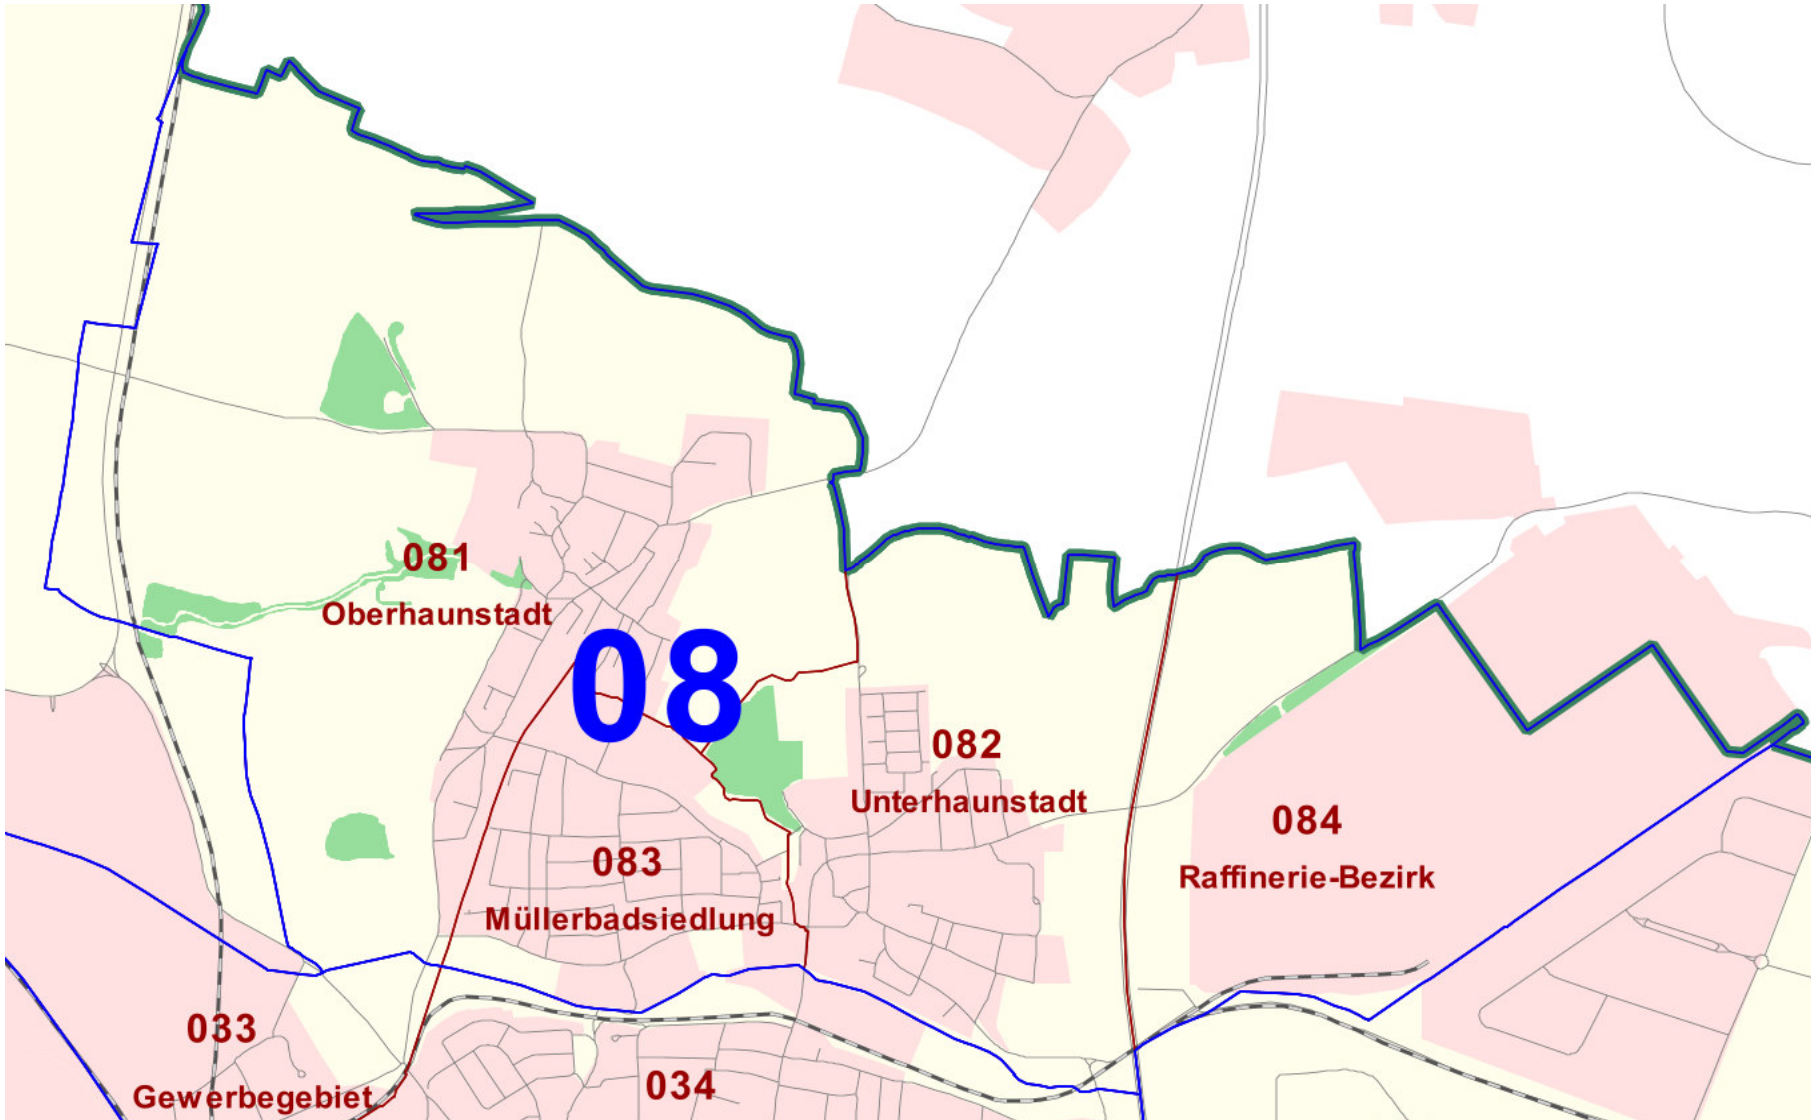 081
Oberhaunstadt
08
082
Unterhaunstadt
084
Raffinerie-Bezirk
083
Müllerbadsiedlung
033
Gewerbegebiet
034